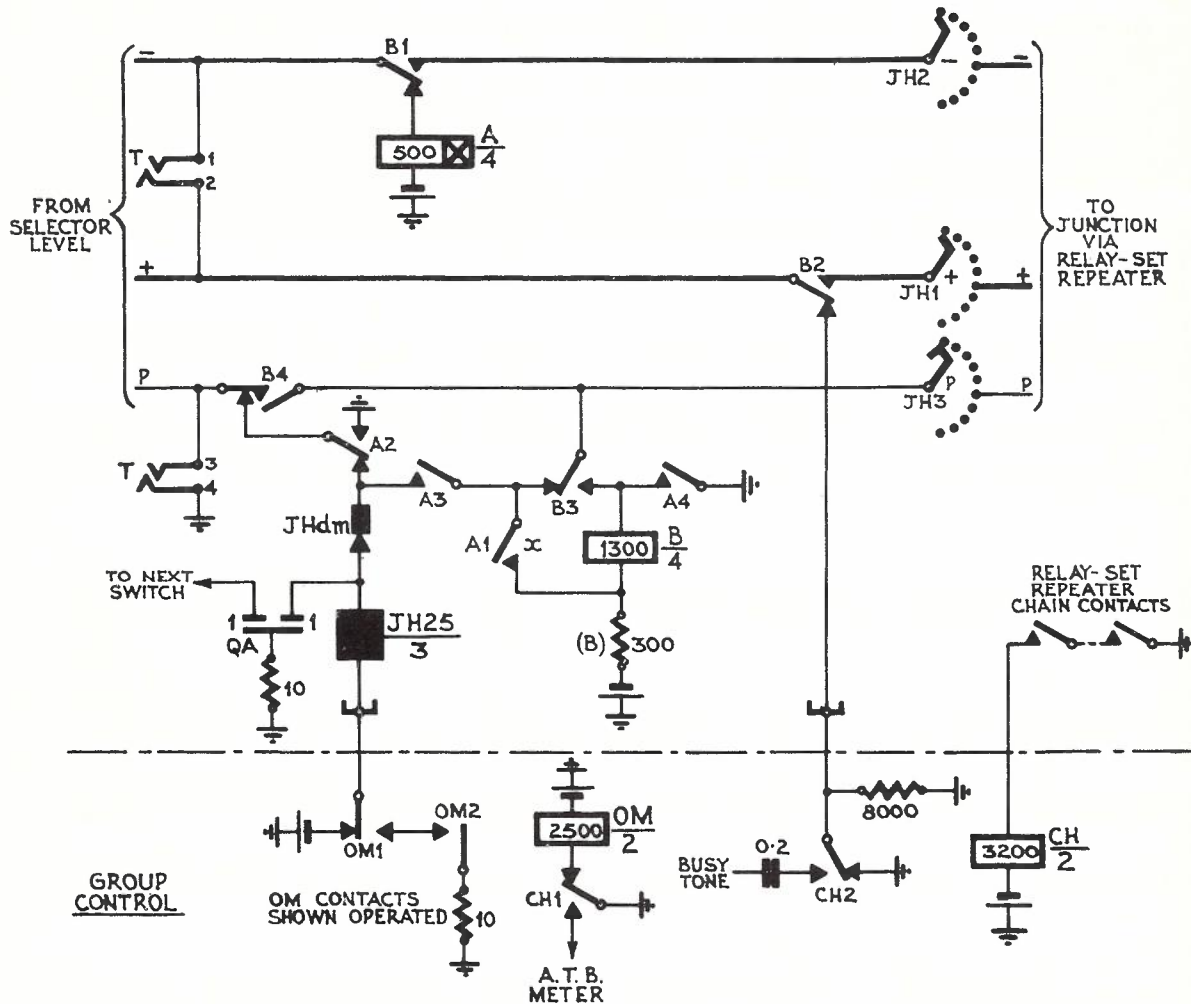 B1
−
−
JH2
−
500
A
4
T
1
2
FROM
SELECTOR
LEVEL
TO
JUNCTION
VIA
RELAY-SET
REPEATER
+
B2
JH1
+
+
P
B4
JH3
P
P
A2
T
3
4
A3
B3
A4
JHdm
A1
x
1300
B
4
TO NEXT
SWITCH
1
1
QA
JH25
3
(B)
300
10
RELAY-SET
REPEATER
CHAIN CONTACTS
OM1
OM2
2500
OM
2
8000
3200
CH
2
BUSY
TONE
0·2
CH2
CH1
GROUP
CONTROL
OM CONTACTS
SHOWN OPERATED
10
A.T.B.
METER